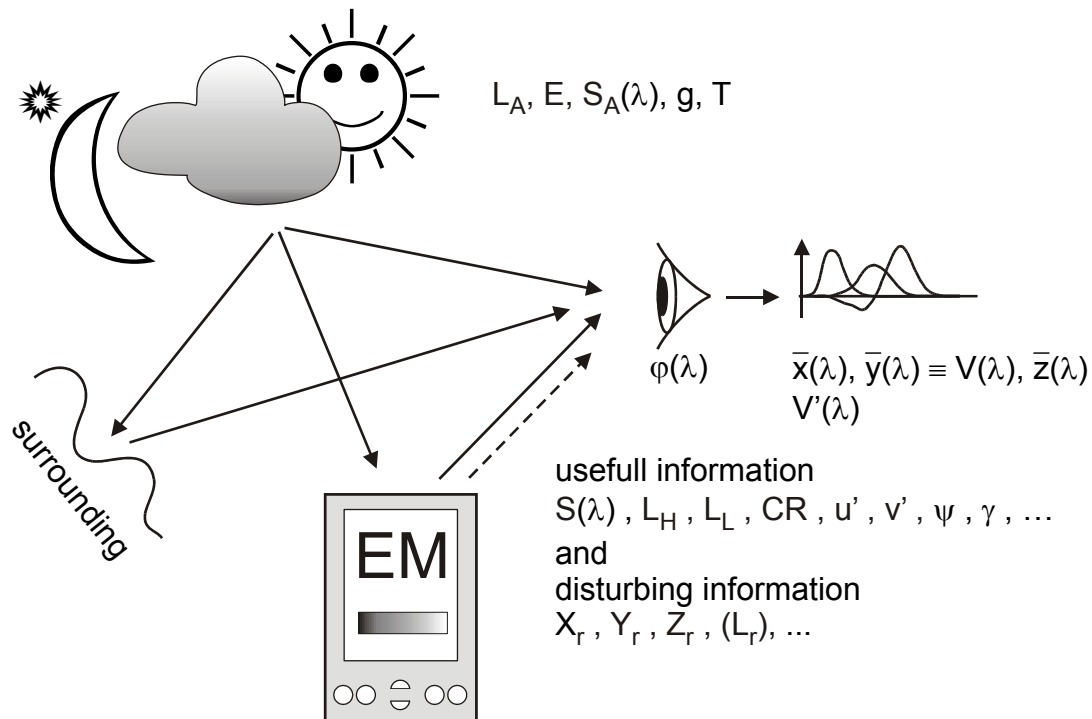 L_A, E, S_A(λ), g, T
φ(λ)
x̄(λ), ȳ(λ) ≡ V(λ), z̄(λ)
V’(λ)
surrounding
usefull information
S(λ) , L_H , L_L , CR , u’ , v’ , ψ , γ , …
and
disturbing information
X_r , Y_r , Z_r , (L_r), ...
EM